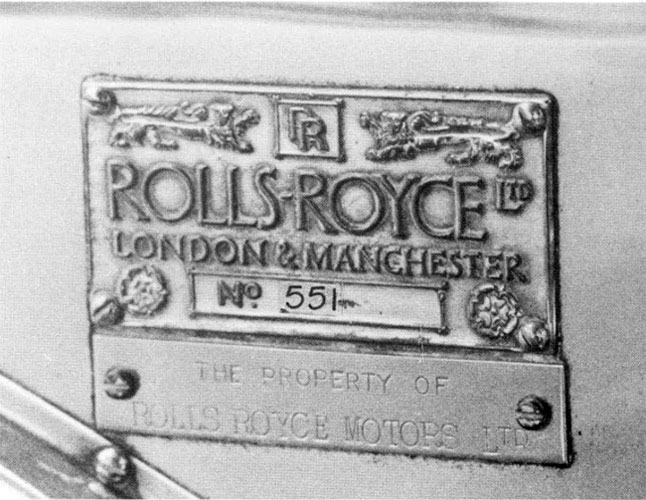 RR
ROLLS-ROYCE LTD
LONDON & MANCHESTER
No 551
THE PROPERTY OF
ROLLS ROYCE MOTORS LTD.